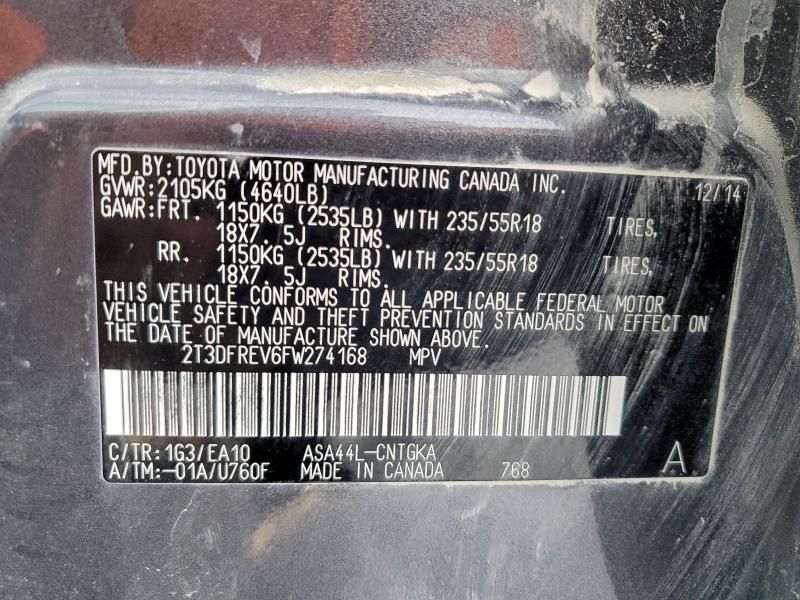 MFD. BY: TOYOTA MOTOR MANUFACTURING CANADA INC.
GVWR: 2105KG (4640LB) 12/14
GAWR: FRT. 1150KG (2535LB) WITH 235/55R18 TIRES,
18X7. 5J RIMS.
RR. 1150KG (2535LB) WITH 235/55R18 TIRES,
18X7. 5J RIMS.
THIS VEHICLE CONFORMS TO ALL APPLICABLE FEDERAL MOTOR
VEHICLE SAFETY AND THEFT PREVENTION STANDARDS IN EFFECT ON
THE DATE OF MANUFACTURE SHOWN ABOVE.
2T3DFREV6FW274168 MPV
C/TR: 1G3/EA10 ASA44L-CNTGKA
A/TM: -01A/U760F MADE IN CANADA 768 A